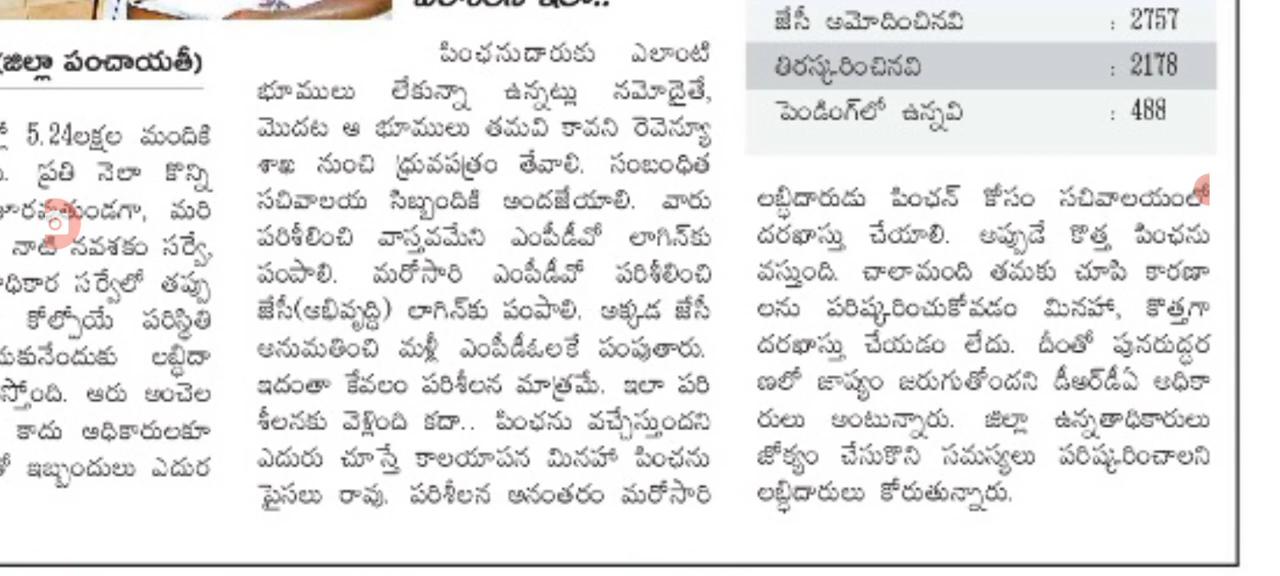 (జిల్లా పంచాయతీ)
5.24లక్షల మందికి
ప్రతి నెలా కొన్ని
మరి
నాటి నవశకం సర్వే,
సర్వేలో తప్పు
కోల్పోయే పరిస్థితి
లబ్ధిదా
ఆరు అంచెల
కాదు అధికారులకూ
ఇబ్బందులు ఎదుర
పింఛనుదారుకు ఎలాంటి
భూములు లేకున్నా ఉన్నట్లు నమోదైతే,
మొదట ఆ భూములు తమవి కావని రెవెన్యూ
శాఖ నుంచి ధ్రువపత్రం తేవాలి. సంబంధిత
సచివాలయ సిబ్బందికి అందజేయాలి. వారు
పరిశీలించి వాస్తవమేని ఎంపీడీవో లాగిన్‌కు
పంపాలి. మరోసారి ఎంపీడీవో పరిశీలించి
జేసీ(అభివృద్ధి) లాగిన్‌కు పంపాలి. అక్కడ జేసీ
అనుమతించి మళ్లీ ఎంపీడీఓలకే పంపుతారు.
ఇదంతా కేవలం పరిశీలన మాత్రమే. ఇలా పరి
శీలనకు వెళ్లింది కదా.. పింఛను వచ్చేస్తుందని
ఎదురు చూస్తే కాలయాపన మినహా పింఛను
పైసలు రావు. పరిశీలన అనంతరం మరోసారి
జేసీ ఆమోదించినవి : 2757
తిరస్కరించినవి : 2178
పెండింగ్‌లో ఉన్నవి : 488
లబ్ధిదారుడు పింఛన్ కోసం సచివాలయంలో
దరఖాస్తు చేయాలి. అప్పుడే కొత్త పింఛను
వస్తుంది. చాలామంది తమకు చూపి కారణా
లను పరిష్కరించుకోవడం మినహా, కొత్తగా
దరఖాస్తు చేయడం లేదు. దీంతో పునరుద్ధర
ణలో జాప్యం జరుగుతోందని డీఆర్‌డీఏ అధికా
రులు అంటున్నారు. జిల్లా ఉన్నతాధికారులు
జోక్యం చేసుకొని సమస్యలు పరిష్కరించాలని
లబ్ధిదారులు కోరుతున్నారు.